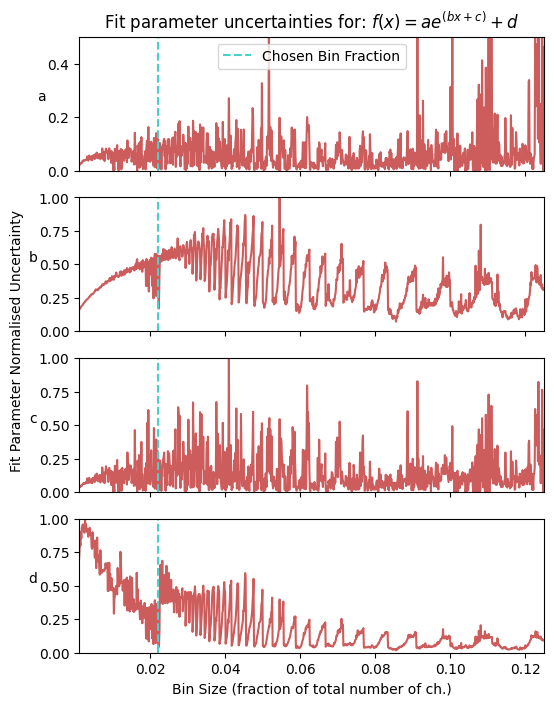 Fit parameter uncertainties for: f(x) = ae^{(bx+c)} + d
Chosen Bin Fraction
0.4
0.2
0.0
a
1.00
0.75
0.50
0.25
0.00
b
1.00
0.75
0.50
0.25
0.00
c
1.00
0.75
0.50
0.25
0.00
d
Fit Parameter Normalised Uncertainty
0.02 0.04 0.06 0.08 0.10 0.12
Bin Size (fraction of total number of ch.)